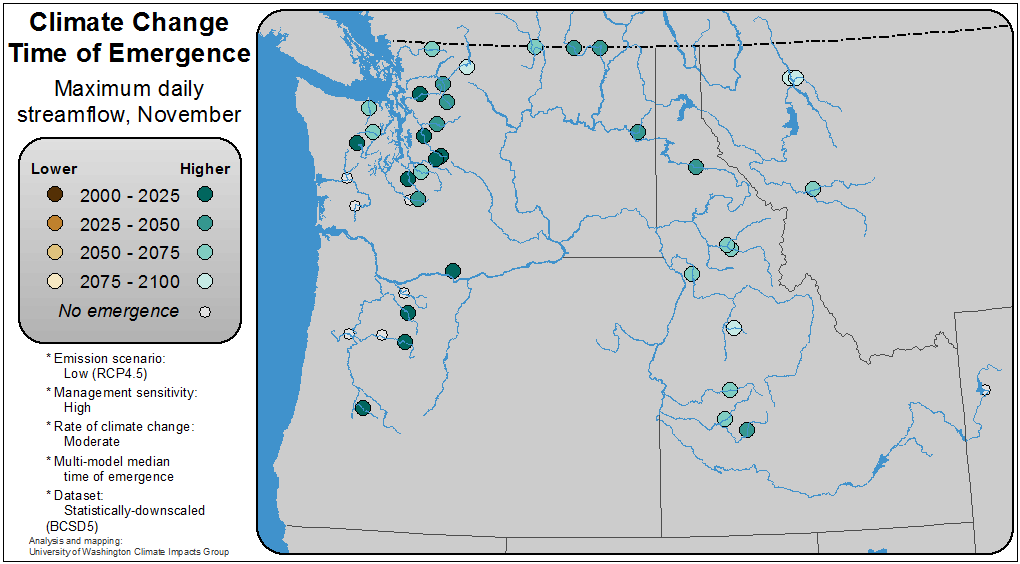 Climate Change
Time of Emergence
Maximum daily
streamflow, November
Lower Higher
2000 - 2025
2025 - 2050
2050 - 2075
2075 - 2100
No emergence
* Emission scenario:
Low (RCP4.5)
* Management sensitivity:
High
* Rate of climate change:
Moderate
* Multi-model median
time of emergence
* Dataset:
Statistically-downscaled
(BCSD5)
Analysis and mapping:
University of Washington Climate Impacts Group